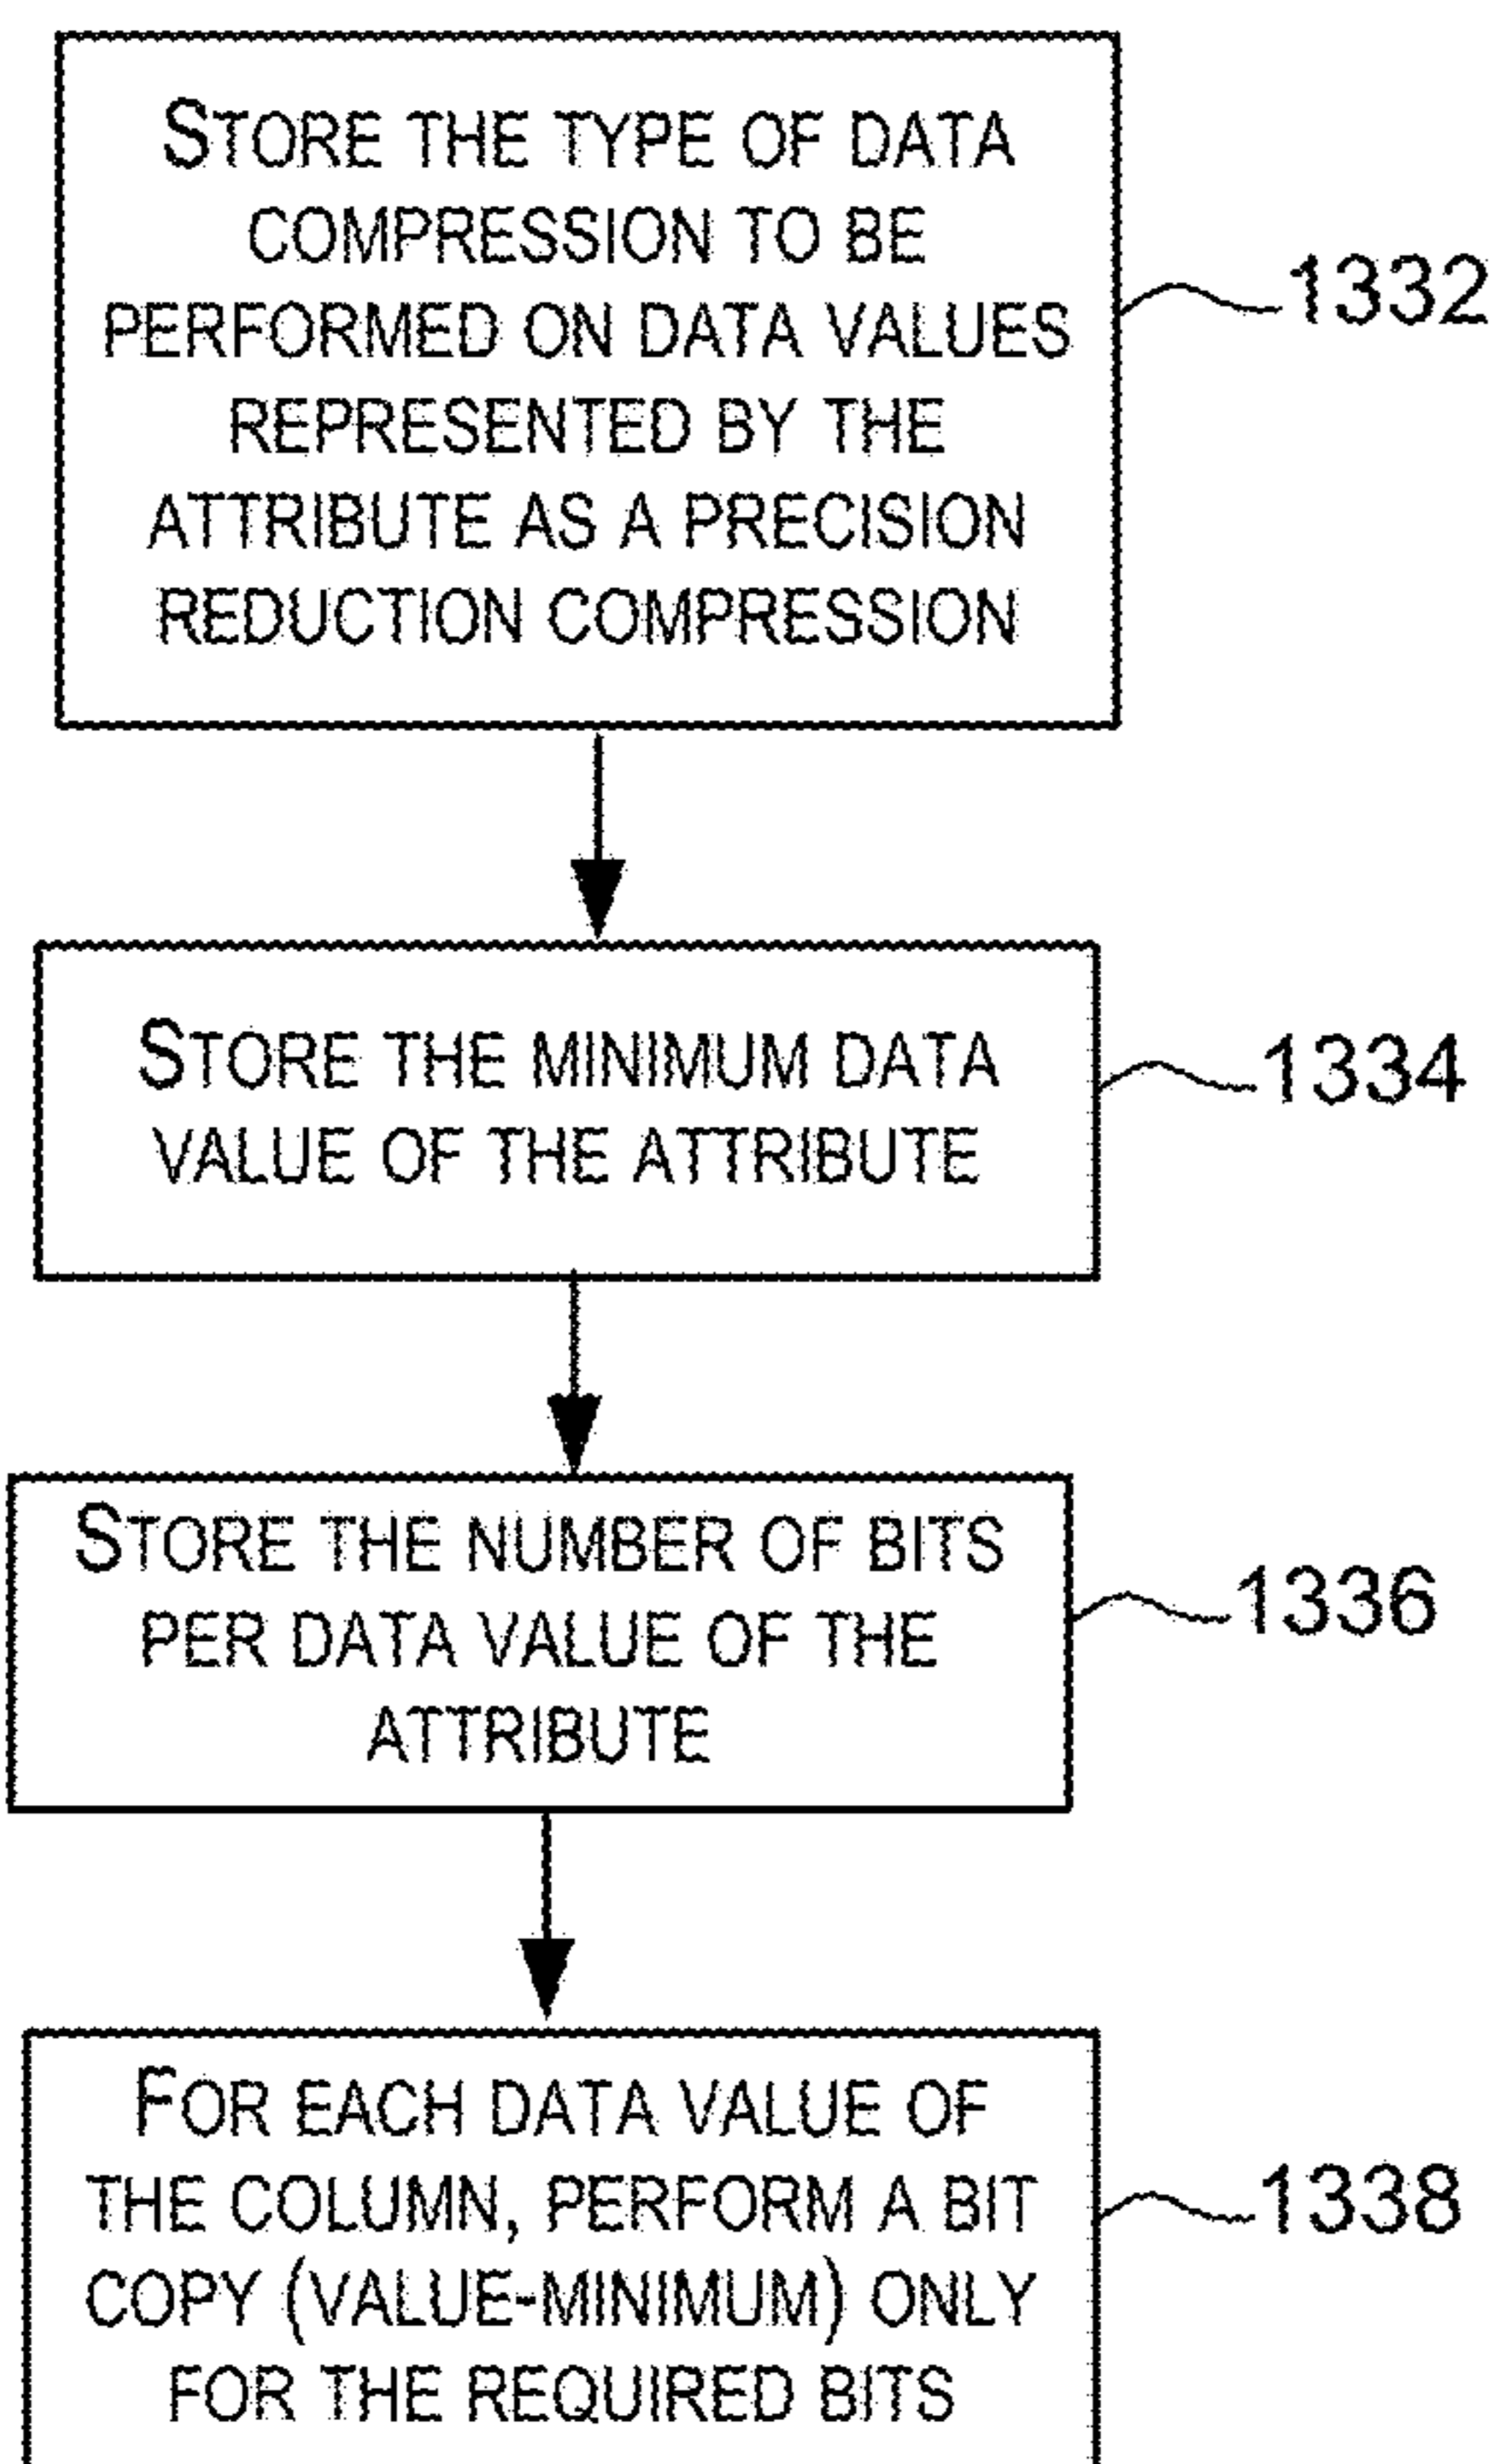 STORE THE TYPE OF DATA
COMPRESSION TO BE
PERFORMED ON DATA VALUES
REPRESENTED BY THE
ATTRIBUTE AS A PRECISION
REDUCTION COMPRESSION
1332
STORE THE MINIMUM DATA
VALUE OF THE ATTRIBUTE
1334
STORE THE NUMBER OF BITS
PER DATA VALUE OF THE
ATTRIBUTE
1336
FOR EACH DATA VALUE OF
THE COLUMN, PERFORM A BIT
COPY (VALUE-MINIMUM) ONLY
FOR THE REQUIRED BITS
1338